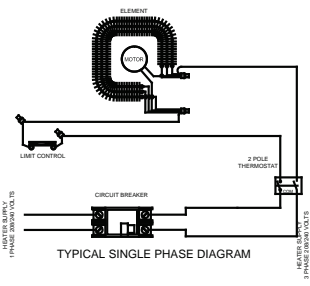 ELEMENT
MOTOR
LIMIT CONTROL
2 POLE
THERMOSTAT
COM
CIRCUIT BREAKER
HEATER SUPPLY
1 PHASE 208/240 VOLTS
TYPICAL SINGLE PHASE DIAGRAM
HEATER SUPPLY
3 PHASE 208/240 VOLTS